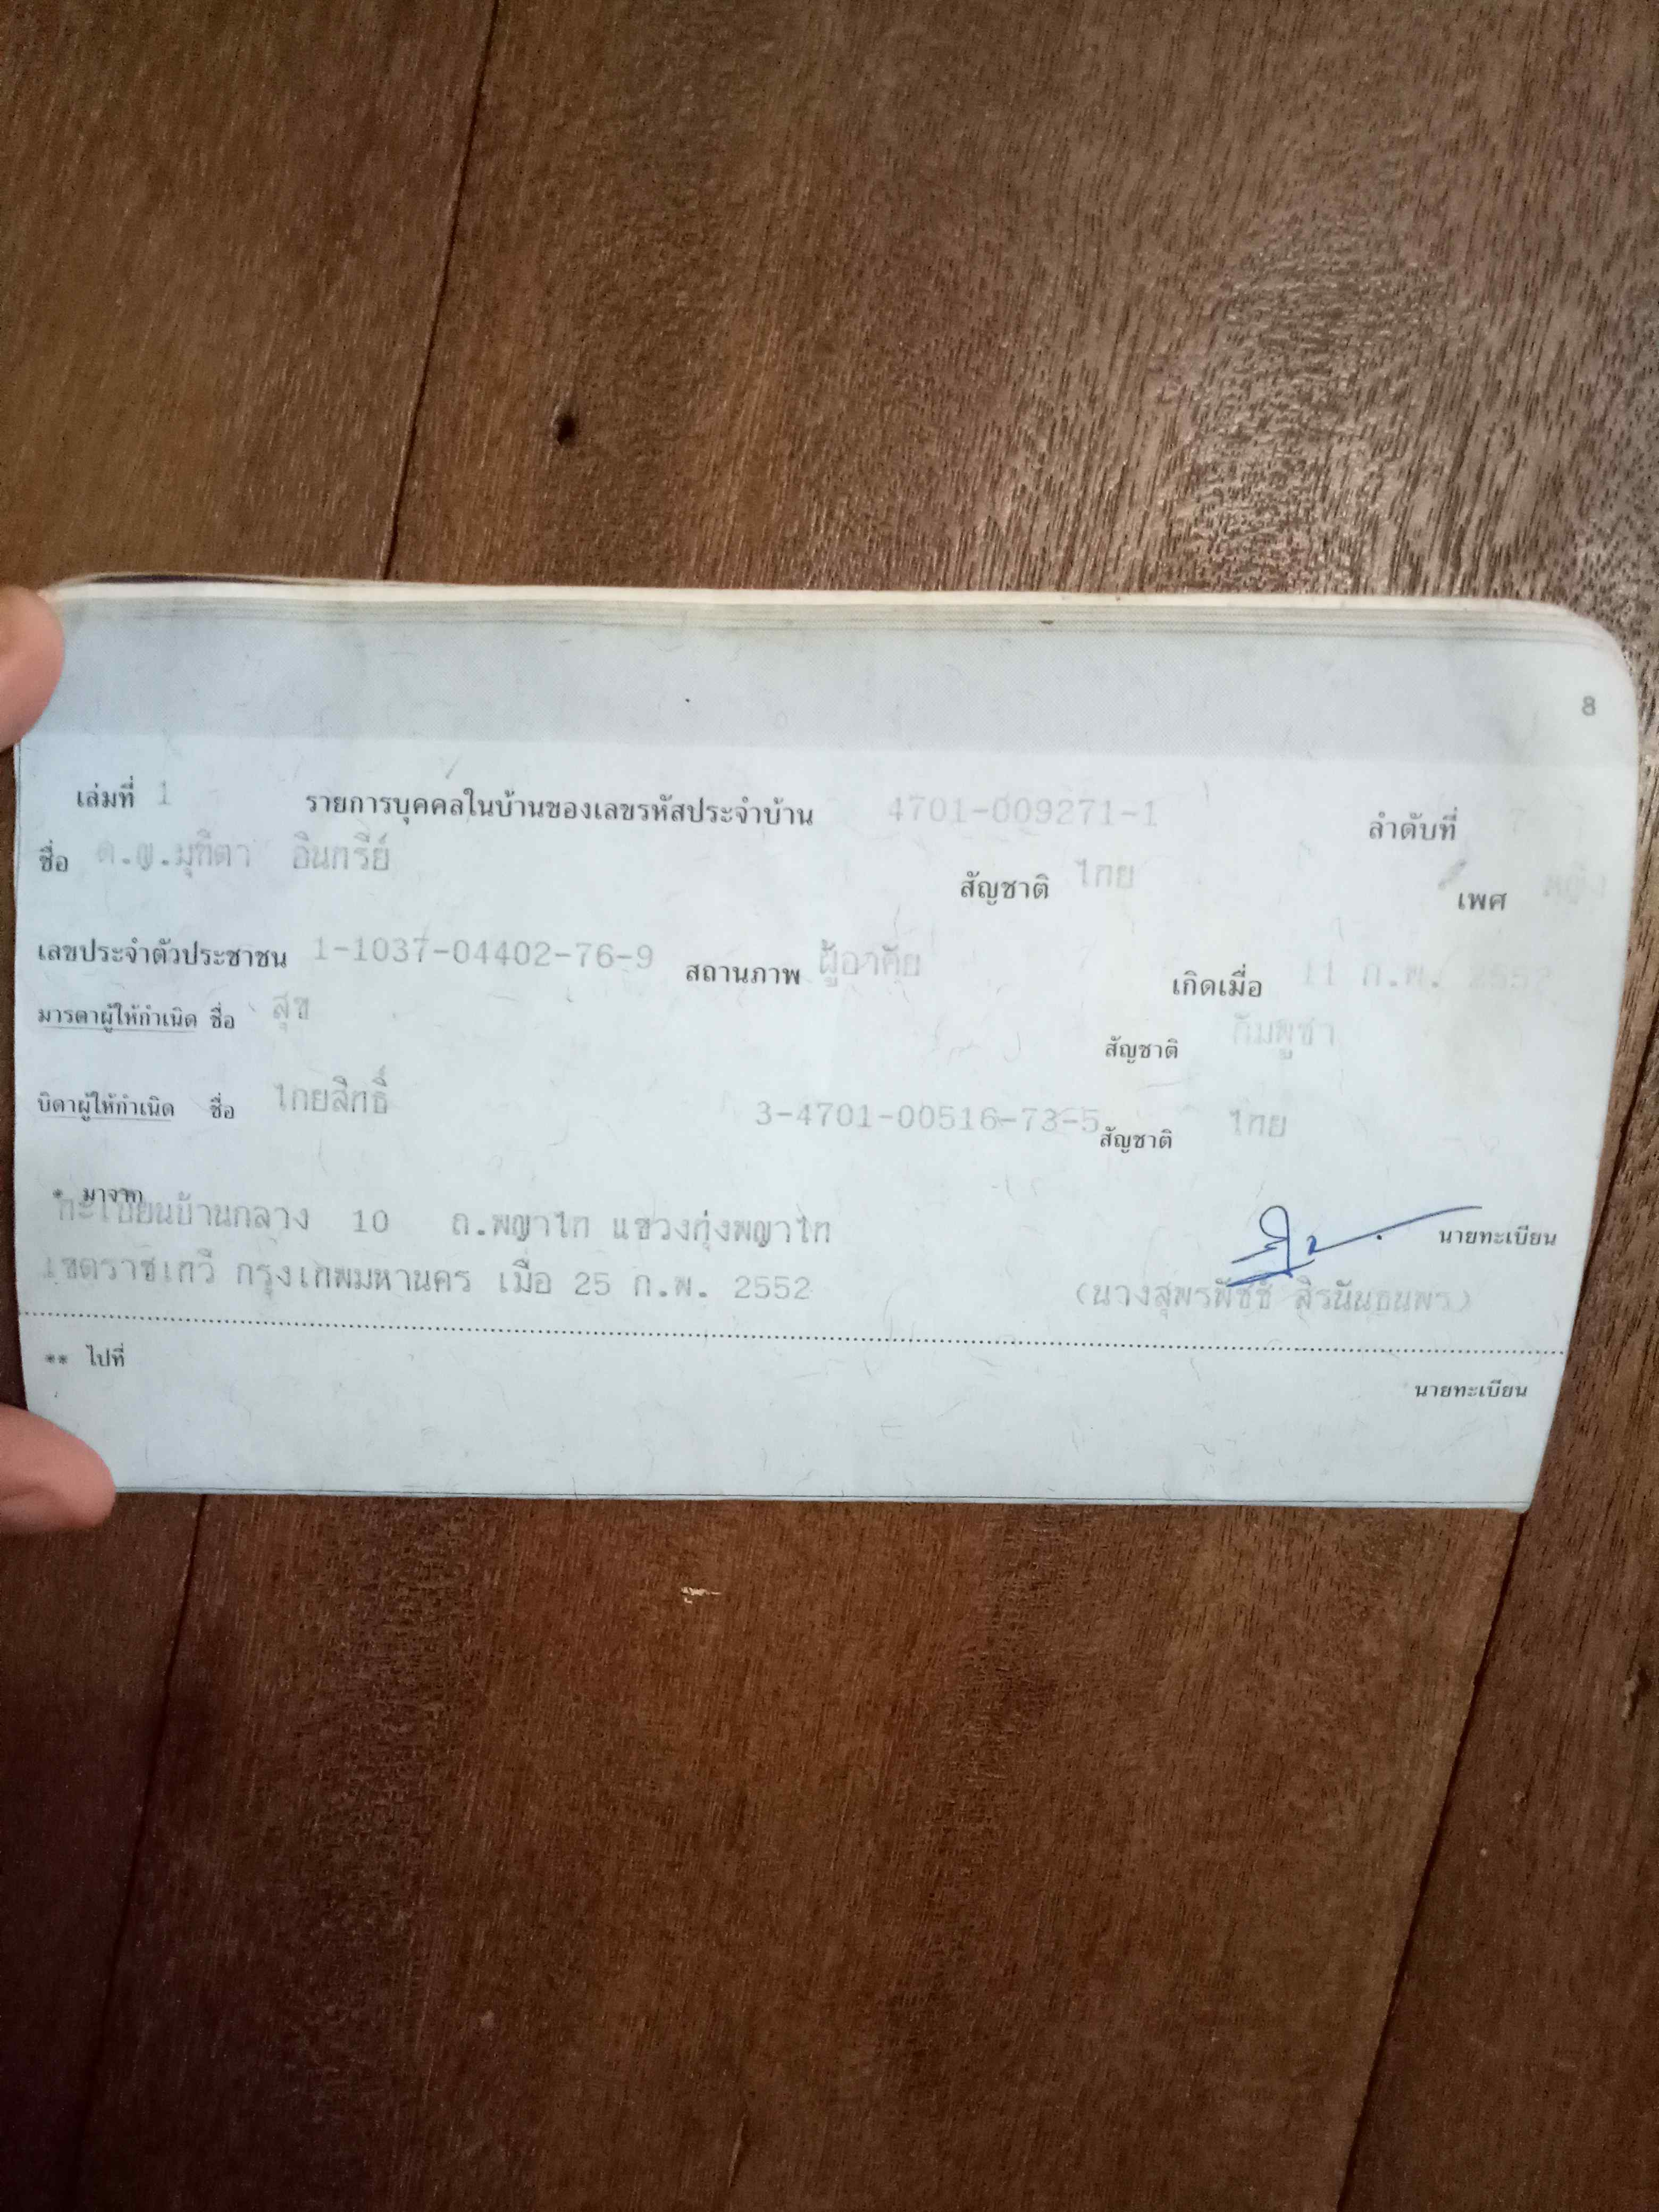 8
เล่มที่ 1 รายการบุคคลในบ้านของเลขรหัสประจำบ้าน 4701-009271-1 ลำดับที่ 7
ชื่อ ด.ญ.มุทิตา อินทรีย์ สัญชาติ ไทย เพศ หญิง
เลขประจำตัวประชาชน 1-1037-04402-76-9 สถานภาพ ผู้อาศัย เกิดเมื่อ 11 ก.พ. 2552
มารดาผู้ให้กำเนิด ชื่อ สุข สัญชาติ กัมพูชา
บิดาผู้ให้กำเนิด ชื่อ ไทยสิทธิ์ 3-4701-00516-73-5 สัญชาติ ไทย
* มาจาก
ทะเบียนบ้านกลาง 10 ถ.พญาไท แขวงทุ่งพญาไท นายทะเบียน
เขตราชเทวี กรุงเทพมหานคร เมื่อ 25 ก.พ. 2552 (นางสุพรพัชช์ สิรนันธนพร)
** ไปที่
นายทะเบียน